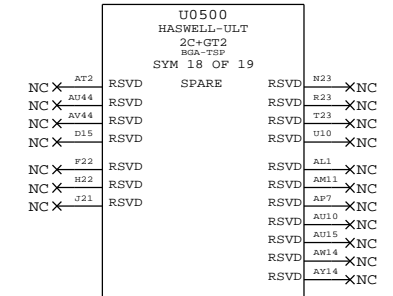 U0500
HASWELL-ULT
2C+GT2
BGA-TSP
SYM 18 OF 19
SPARE
NC AT2 RSVD
NC AU44 RSVD
NC AV44 RSVD
NC D15 RSVD
NC F22 RSVD
NC H22 RSVD
NC J21 RSVD
RSVD N23 NC
RSVD R23 NC
RSVD T23 NC
RSVD U10 NC
RSVD AL1 NC
RSVD AM11 NC
RSVD AP7 NC
RSVD AU10 NC
RSVD AU15 NC
RSVD AW14 NC
RSVD AY14 NC